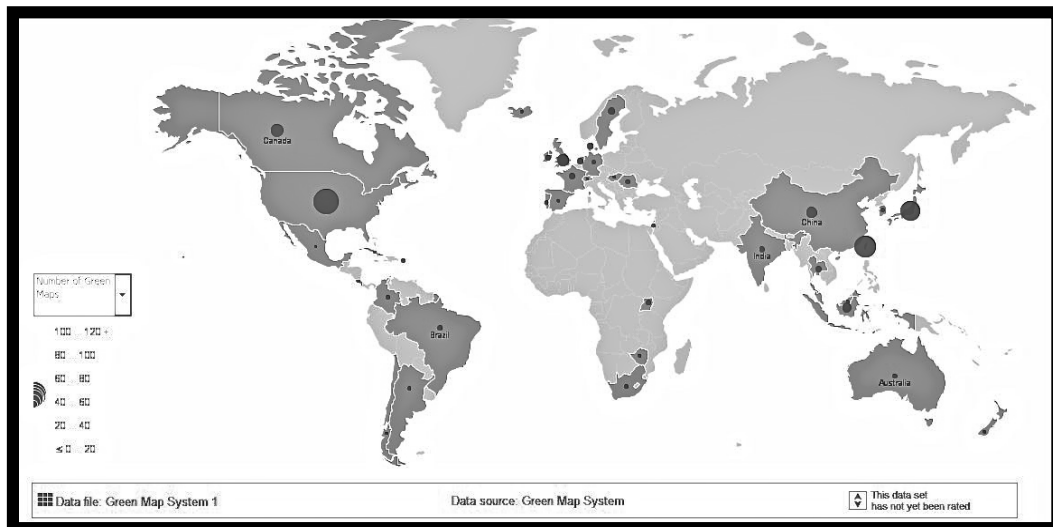 Canada
China
India
Brazil
Australia
Number of Green
Maps
100 ... 120 +
80 ... 100
60 ... 80
40 ... 60
20 ... 40
≤ 0 ... 20
Data file: Green Map System 1
Data source: Green Map System
This data set
has not yet been rated